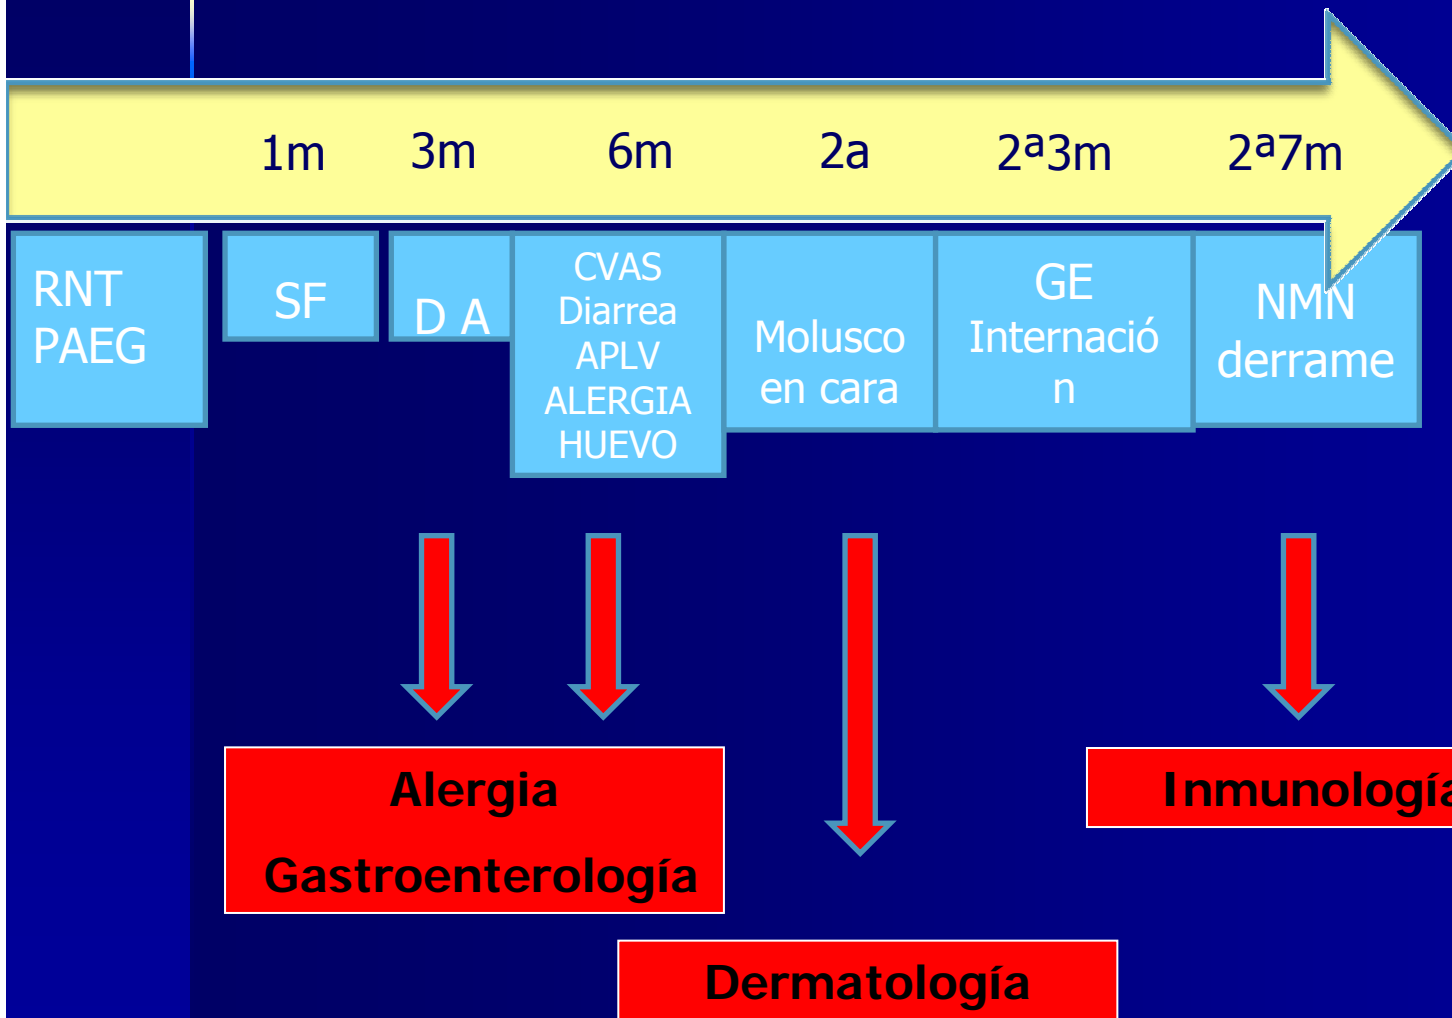 1m
3m
6m
2a
2ª3m
2ª7m
RNT
PAEG
SF
D A
CVAS
Diarrea
APLV
ALERGIA
HUEVO
Molusco
en cara
GE
Internació
n
NMN
derrame
Alergia
Gastroenterología
Inmunología
Dermatología